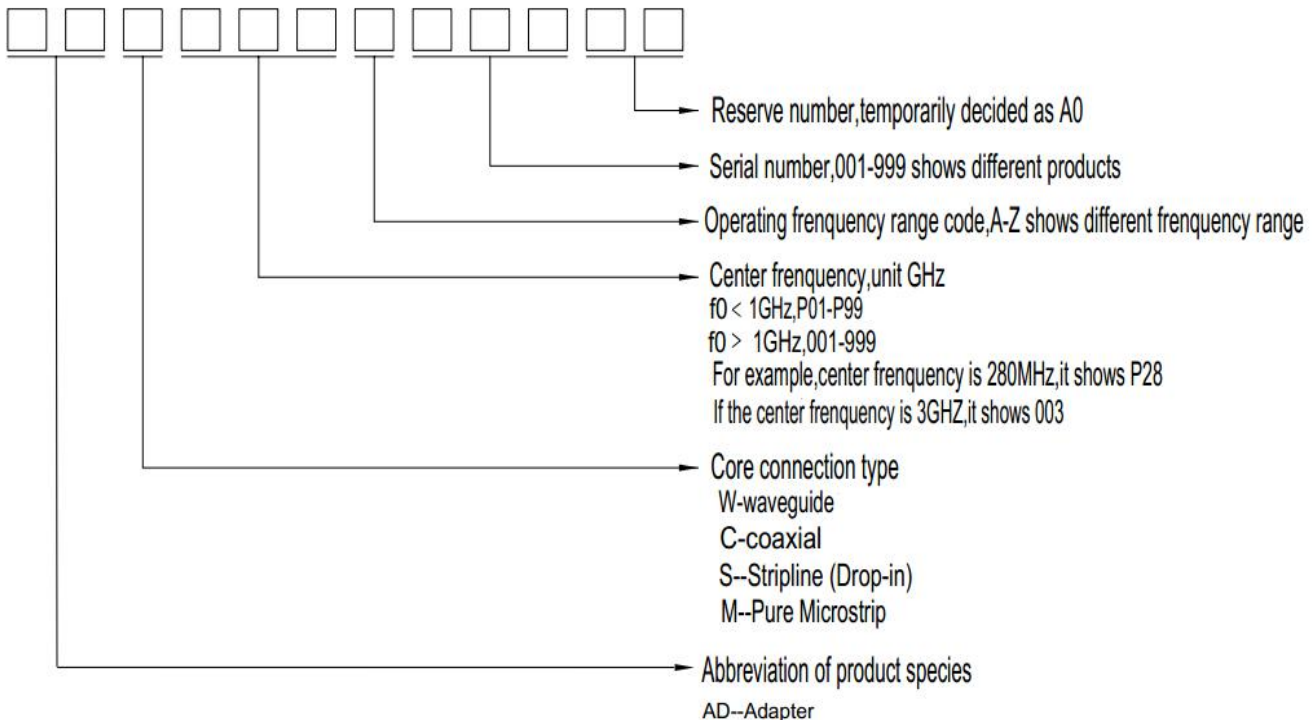 Reserve number,temporarily decided as A0
Serial number,001-999 shows different products
Operating frenquency range code,A-Z shows different frenquency range
Center frenquency,unit GHz
f0 < 1GHz,P01-P99
f0 > 1GHz,001-999
For example,center frenquency is 280MHz,it shows P28
If the center frenquency is 3GHZ,it shows 003
Core connection type
W-waveguide
C-coaxial
S--Stripline (Drop-in)
M--Pure Microstrip
Abbreviation of product species
AD--Adapter